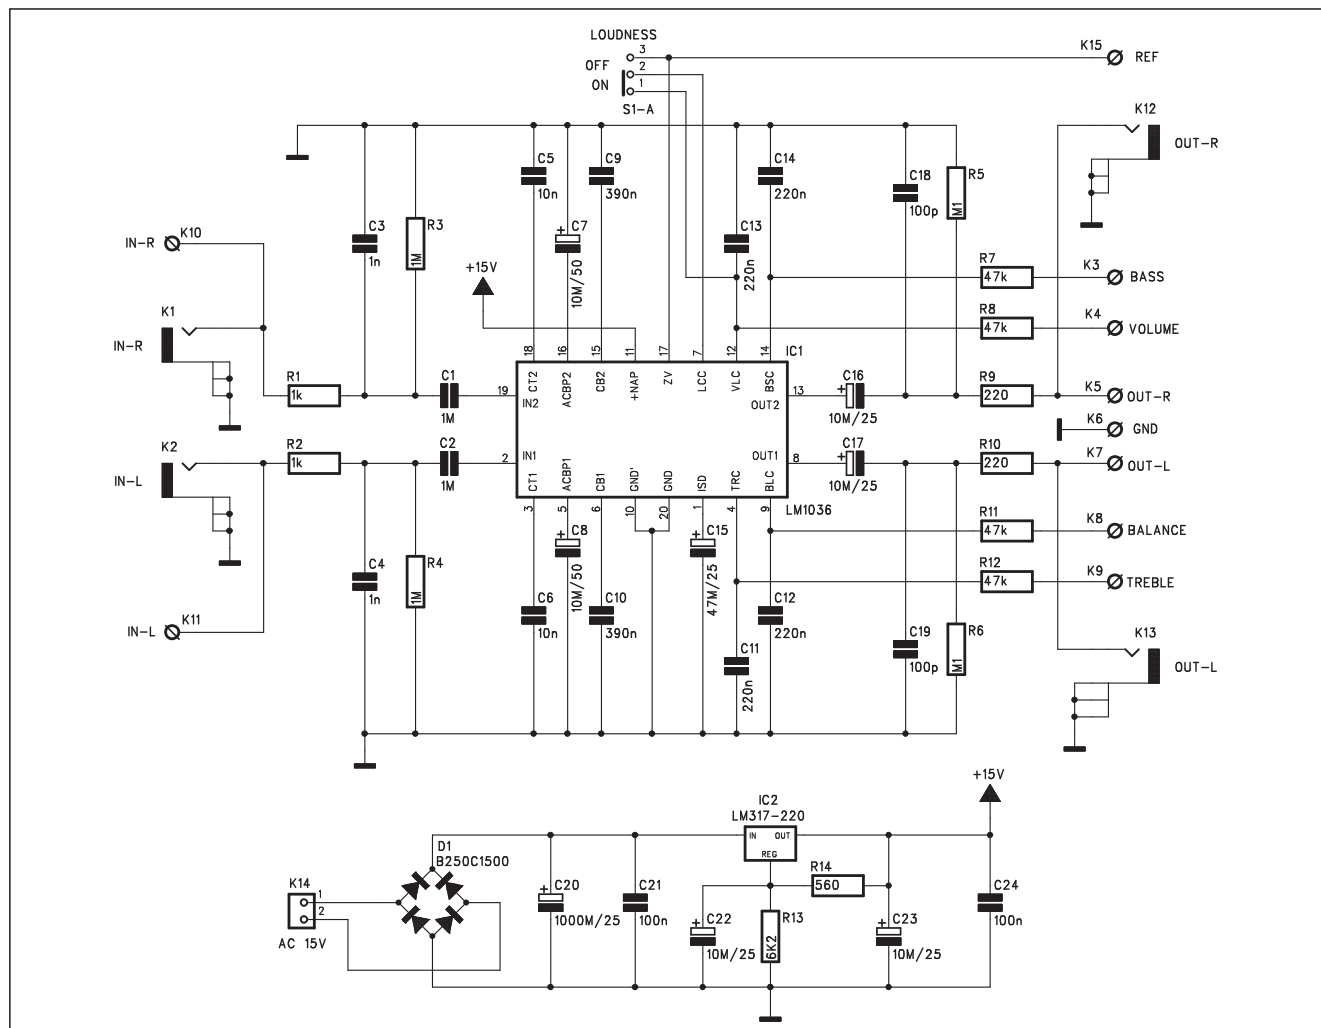 LOUDNESS
3
OFF
2
ON
1
S1-A
K15
REF
K12
OUT-R
C5
10n
C9
390n
C14
220n
C18
100p
R5
M1
C3
1n
R3
1M
C7
10M/50
C13
220n
K10
IN-R
+15V
R7
47k
K3
BASS
K1
IN-R
R8
47k
K4
VOLUME
18
16
15
11
17
7
12
14
IC1
CT2
ACBP2
CB2
+NAP
ZV
LCC
VLC
BSC
R1
1k
C1
1M
19
IN2
OUT2
13
C16
10M/25
R9
220
K5
OUT-R
K6
GND
K2
IN-L
R2
1k
C2
1M
2
IN1
OUT1
8
C17
10M/25
R10
220
K7
OUT-L
CT1
ACBP1
CB1
GND'
GND
ISD
TRC
BLC
3
5
6
10
20
1
4
9
LM1036
R11
47k
K8
BALANCE
C8
10M/50
C15
47M/25
R12
47k
K9
TREBLE
C4
1n
R4
1M
C6
10n
C10
390n
C12
220n
C11
220n
C19
100p
R6
M1
K11
IN-L
K13
OUT-L
+15V
IC2
LM317-220
IN
OUT
REG
D1
B250C1500
K14
1
2
AC 15V
C20
1000M/25
C21
100n
R14
560
C22
10M/25
R13
6K2
C23
10M/25
C24
100n